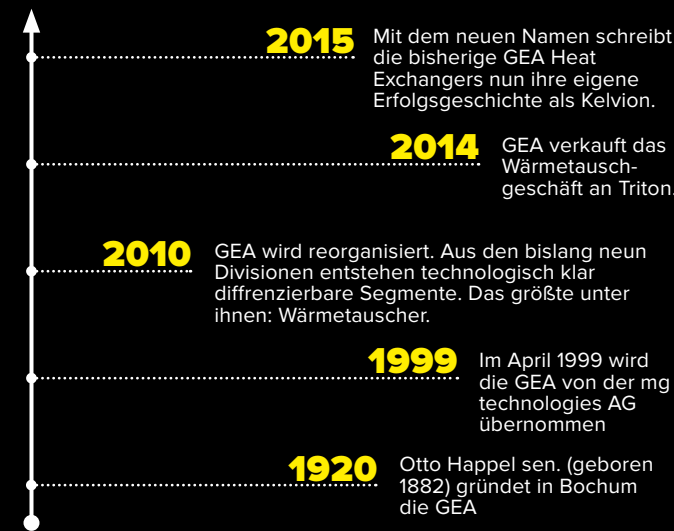 2015
Mit dem neuen Namen schreibt
die bisherige GEA Heat
Exchangers nun ihre eigene
Erfolgsgeschichte als Kelvion.
2014
GEA verkauft das
Wärmetausch-
geschäft an Triton.
2010
GEA wird reorganisiert. Aus den bislang neun
Divisionen entstehen technologisch klar
diffrenzierbare Segmente. Das größte unter
ihnen: Wärmetauscher.
1999
Im April 1999 wird
die GEA von der mg
technologies AG
übernommen
1920
Otto Happel sen. (geboren
1882) gründet in Bochum
die GEA